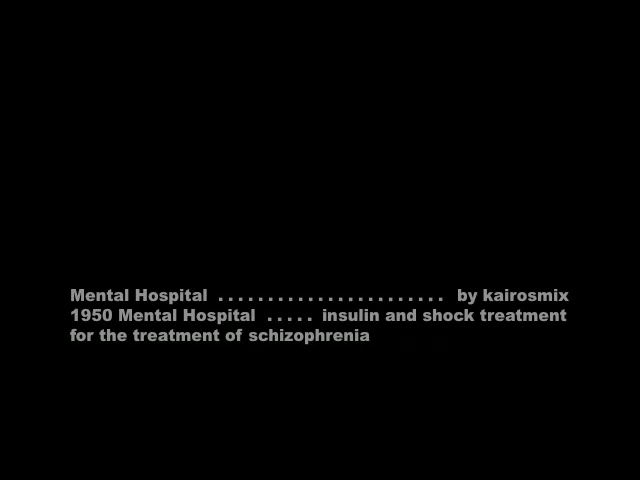 Mental Hospital ....................... by kairosmix
1950 Mental Hospital ..... insulin and shock treatment
for the treatment of schizophrenia